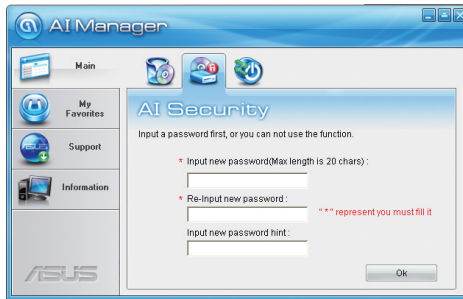 AI Manager
Main
My
Favorites
Support
Information
ASUS
AI Security
Input a password first, or you can not use the function.
* Input new password(Max length is 20 chars) :
* Re-Input new password :
"*" represent you must fill it
Input new password hint :
Ok